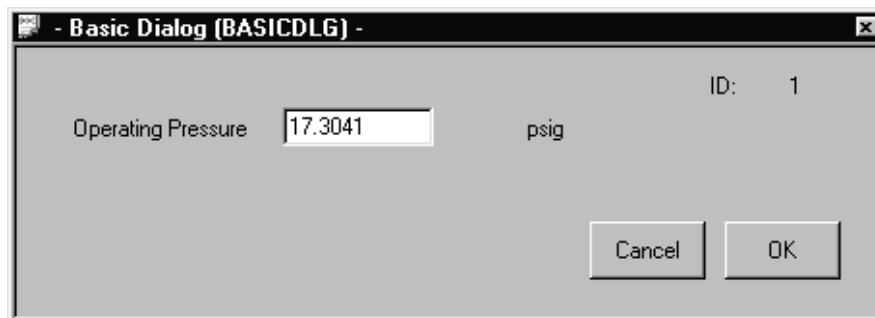 - Basic Dialog (BASICDLG) -
ID: 1
Operating Pressure 17.3041 psig
Cancel OK